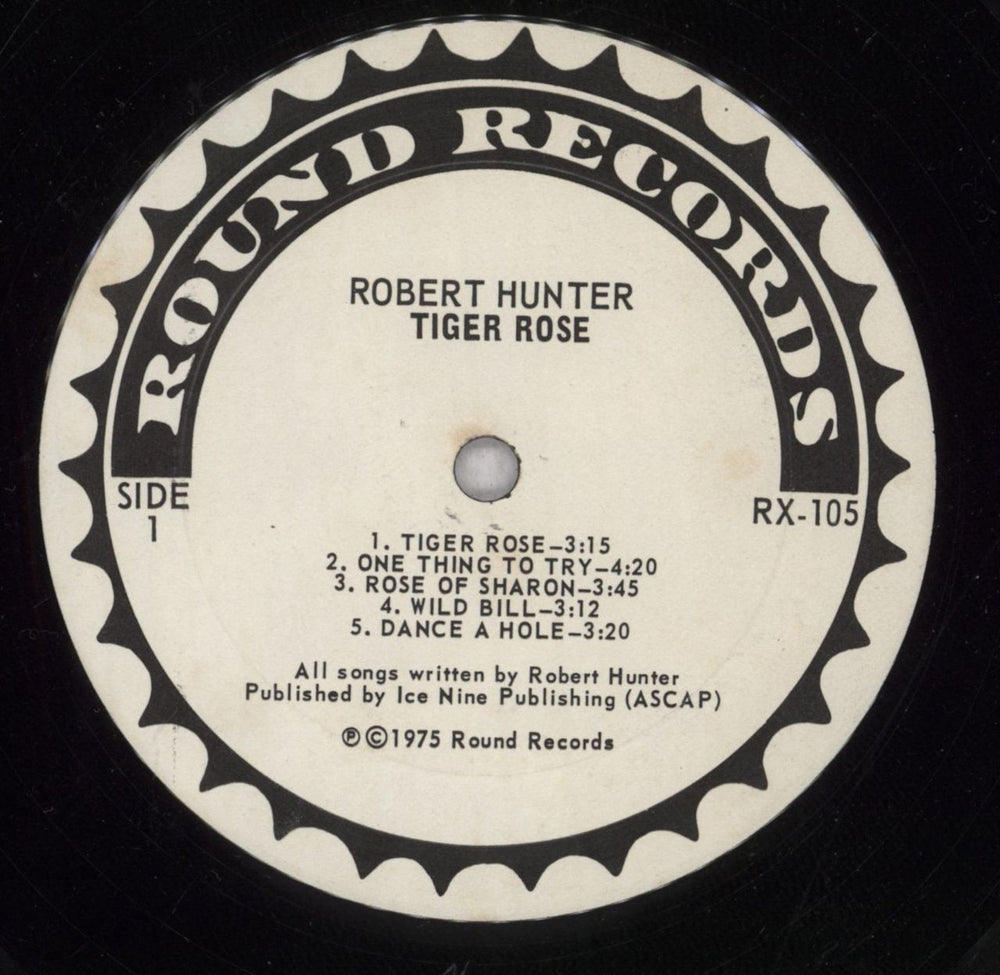 ROUND RECORDS
ROBERT HUNTER
TIGER ROSE
SIDE
1
RX-105
1. TIGER ROSE–3:15
2. ONE THING TO TRY–4:20
3. ROSE OF SHARON–3:45
4. WILD BILL–3:12
5. DANCE A HOLE–3:20
All songs written by Robert Hunter
Published by Ice Nine Publishing (ASCAP)
℗©1975 Round Records